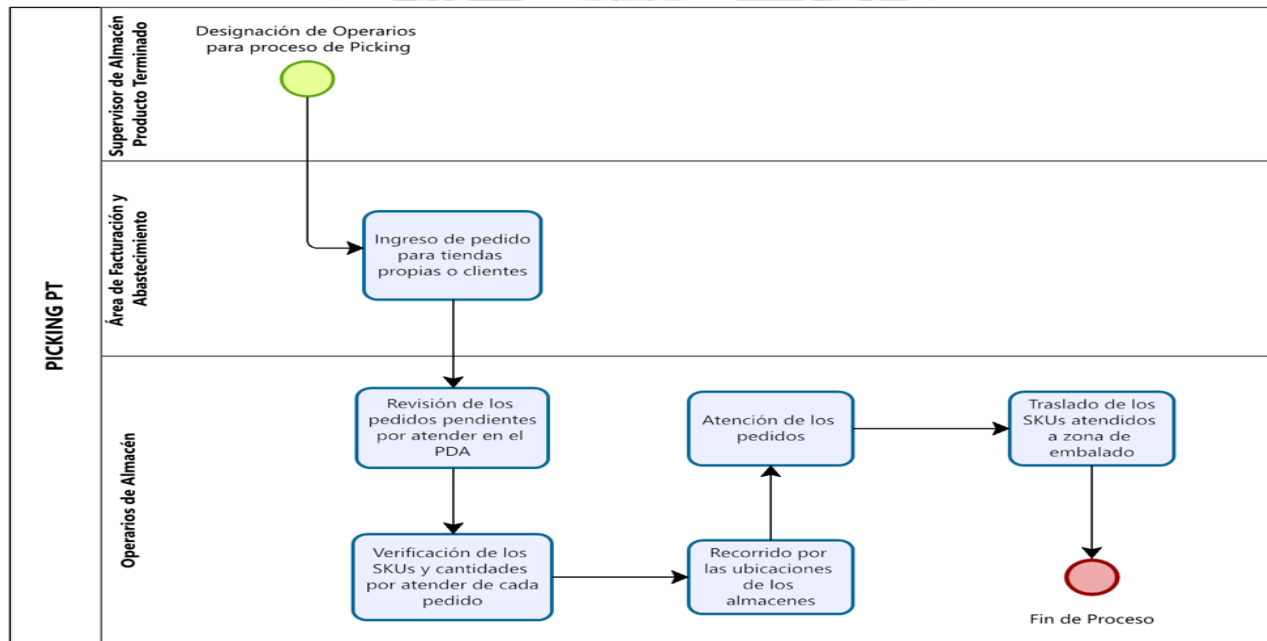 PICKING PT
Supervisor de Almacén
Producto Terminado
Designación de Operarios
para proceso de Picking
Área de Facturación y
Abastecimiento
Ingreso de pedido
para tiendas
propias o clientes
Operarios de Almacén
Revisión de los
pedidos pendientes
por atender en el
PDA
Verificación de los
SKUs y cantidades
por atender de cada
pedido
Recorrido por
las ubicaciones
de los
almacenes
Atención de los
pedidos
Traslado de los
SKUs atendidos
a zona de
embalado
Fin de Proceso